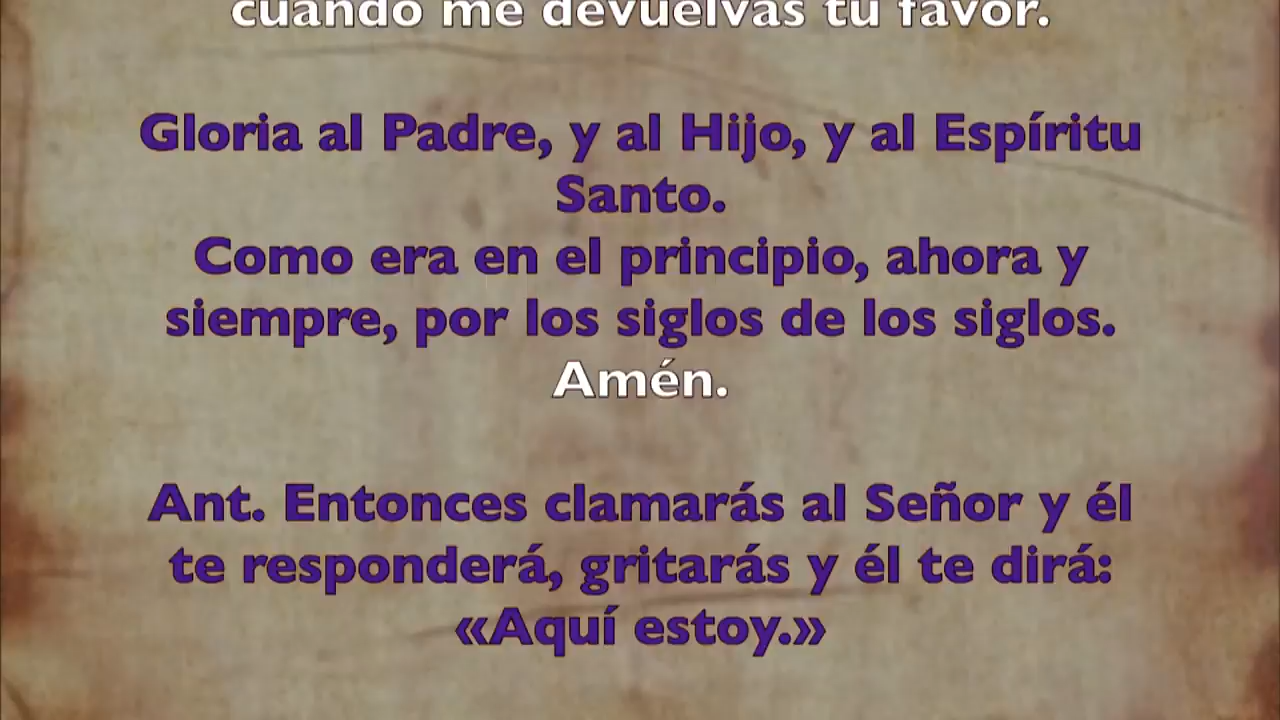 cuando me devuelvas tu favor.
Gloria al Padre, y al Hijo, y al Espíritu
Santo.
Como era en el principio, ahora y
siempre, por los siglos de los siglos.
Amén.
Ant. Entonces clamarás al Señor y él
te responderá, gritarás y él te dirá:
«Aquí estoy.»